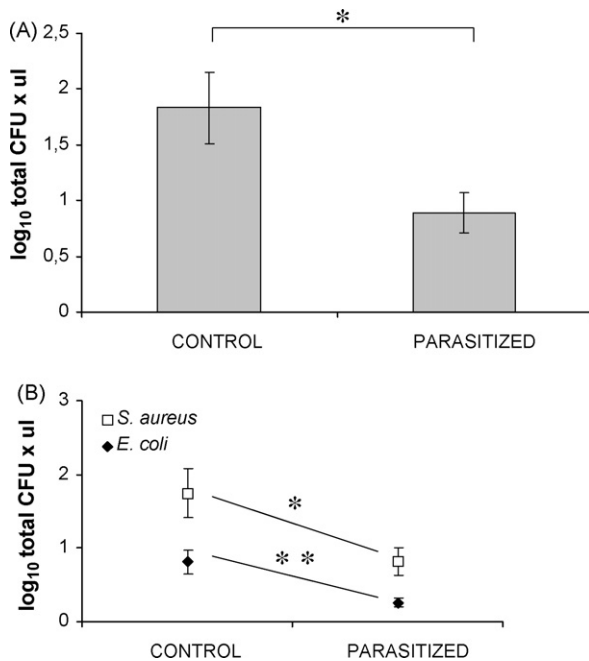 (A)
log₁₀ total CFU x ul
2,5
2
1,5
1
0,5
0
*
CONTROL PARASITIZED
(B)
log₁₀ total CFU x ul
3
2
1
0
S. aureus
E. coli
*
**
CONTROL PARASITIZED